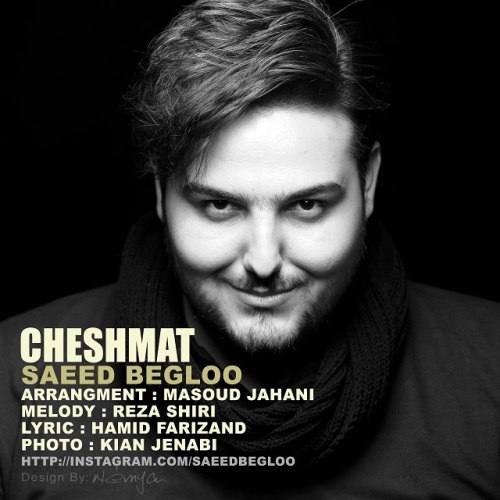 CHESHMAT
SAEED BEGLOO
ARRANGMENT : MASOUD JAHANI
MELODY : REZA SHIRI
LYRIC : HAMID FARIZAND
PHOTO : KIAN JENABI
HTTP://INSTAGRAM.COM/SAEEDBEGLOO
Design By: